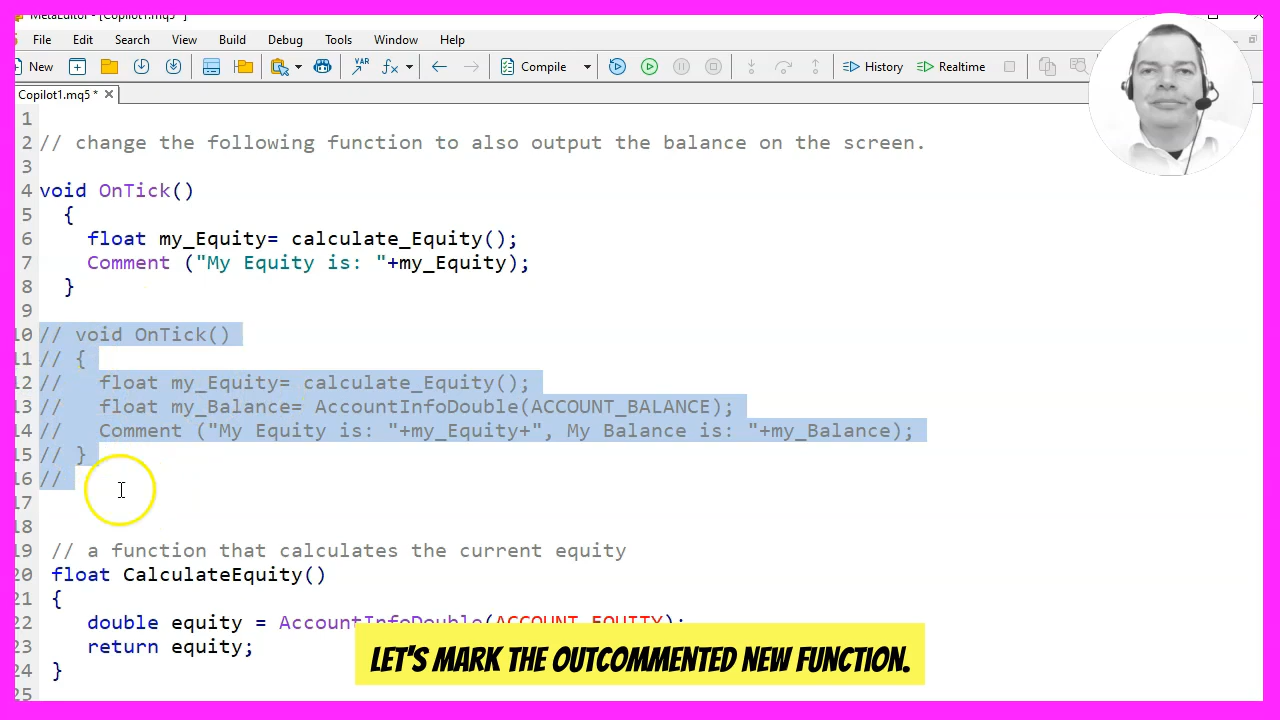 MetaEditor - [Copilot1.mq5 *]
File Edit Search View Build Debug Tools Window Help
New VAR Compile History Realtime
Copilot1.mq5 *
1
2 // change the following function to also output the balance on the screen.
3
4 void OnTick()
5 {
6 float my_Equity= calculate_Equity();
7 Comment ("My Equity is: "+my_Equity);
8 }
9
10 // void OnTick()
11 // {
12 // float my_Equity= calculate_Equity();
13 // float my_Balance= AccountInfoDouble(ACCOUNT_BALANCE);
14 // Comment ("My Equity is: "+my_Equity+", My Balance is: "+my_Balance);
15 // }
16 //
17
18
19 // a function that calculates the current equity
20 float CalculateEquity()
21 {
22 double equity = AccountInfoDouble(ACCOUNT_EQUITY);
23 return equity;
24 }
25
LET'S MARK THE OUTCOMMENTED NEW FUNCTION.